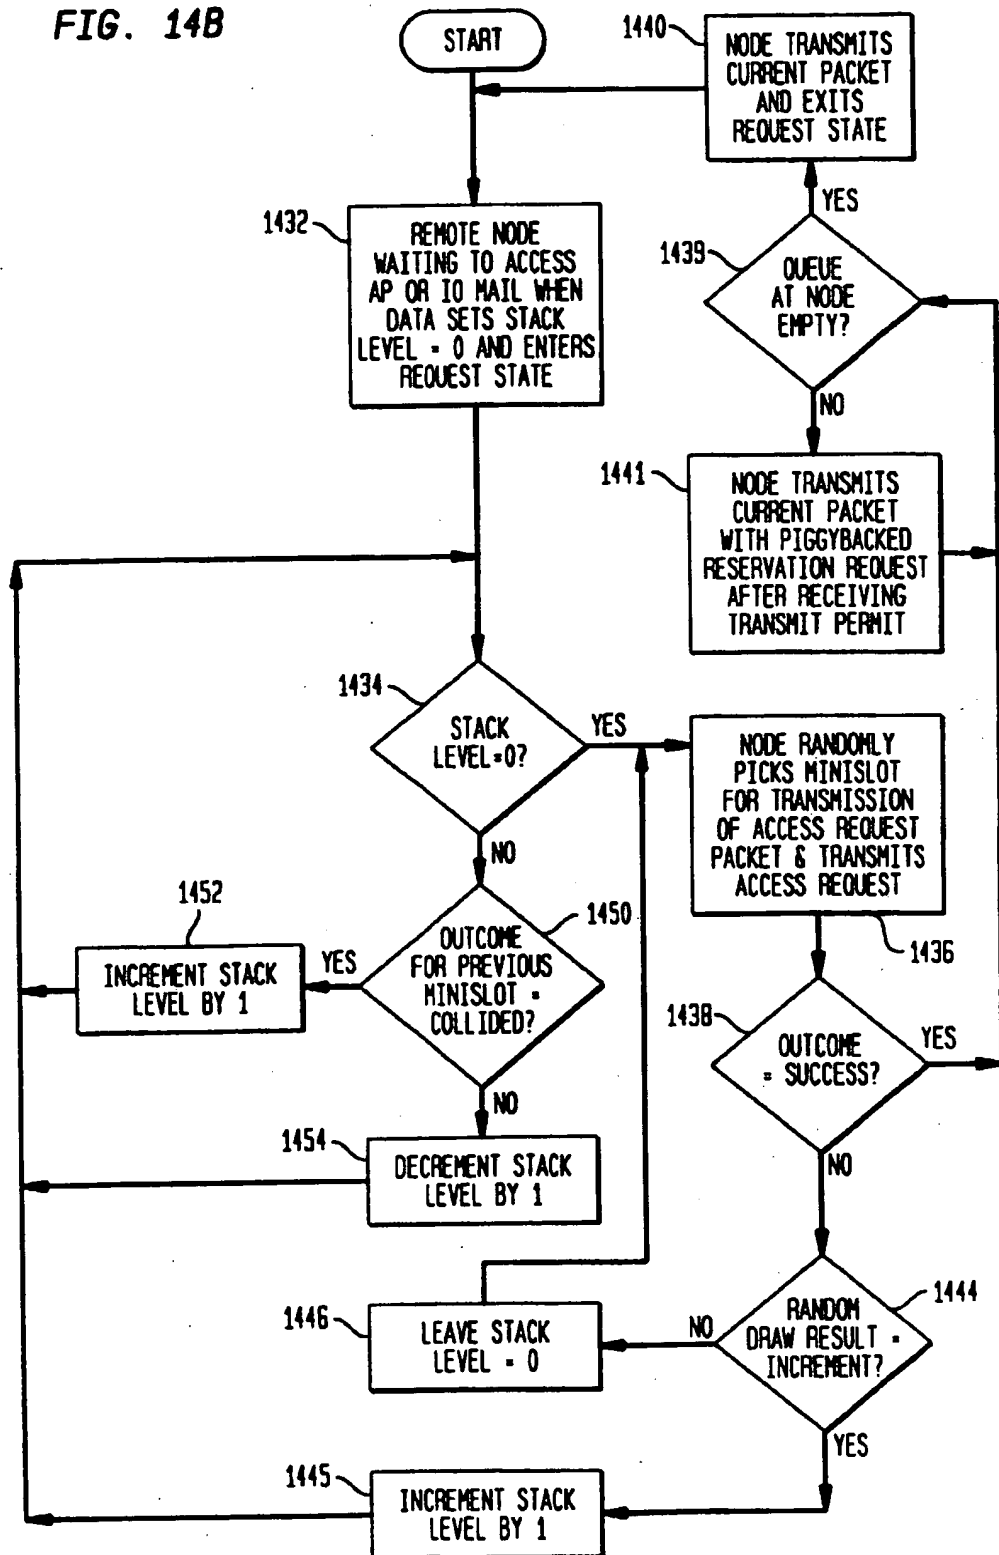 FIG. 14B
START
1440
NODE TRANSMITS
CURRENT PACKET
AND EXITS
REQUEST STATE
YES
1432
REMOTE NODE
WAITING TO ACCESS
AP OR IO MAIL WHEN
DATA SETS STACK
LEVEL = 0 AND ENTERS
REQUEST STATE
1439
QUEUE
AT NODE
EMPTY?
NO
1441
NODE TRANSMITS
CURRENT PACKET
WITH PIGGYBACKED
RESERVATION REQUEST
AFTER RECEIVING
TRANSMIT PERMIT
1434
STACK
LEVEL=0?
YES
NO
NODE RANDOMLY
PICKS MINISLOT
FOR TRANSMISSION
OF ACCESS REQUEST
PACKET & TRANSMITS
ACCESS REQUEST
1436
1452
INCREMENT STACK
LEVEL BY 1
YES
1450
OUTCOME
FOR PREVIOUS
MINISLOT =
COLLIDED?
NO
1438
OUTCOME
= SUCCESS?
YES
NO
1454
DECREMENT STACK
LEVEL BY 1
1446
LEAVE STACK
LEVEL = 0
NO
1444
RANDOM
DRAW RESULT =
INCREMENT?
YES
1445
INCREMENT STACK
LEVEL BY 1